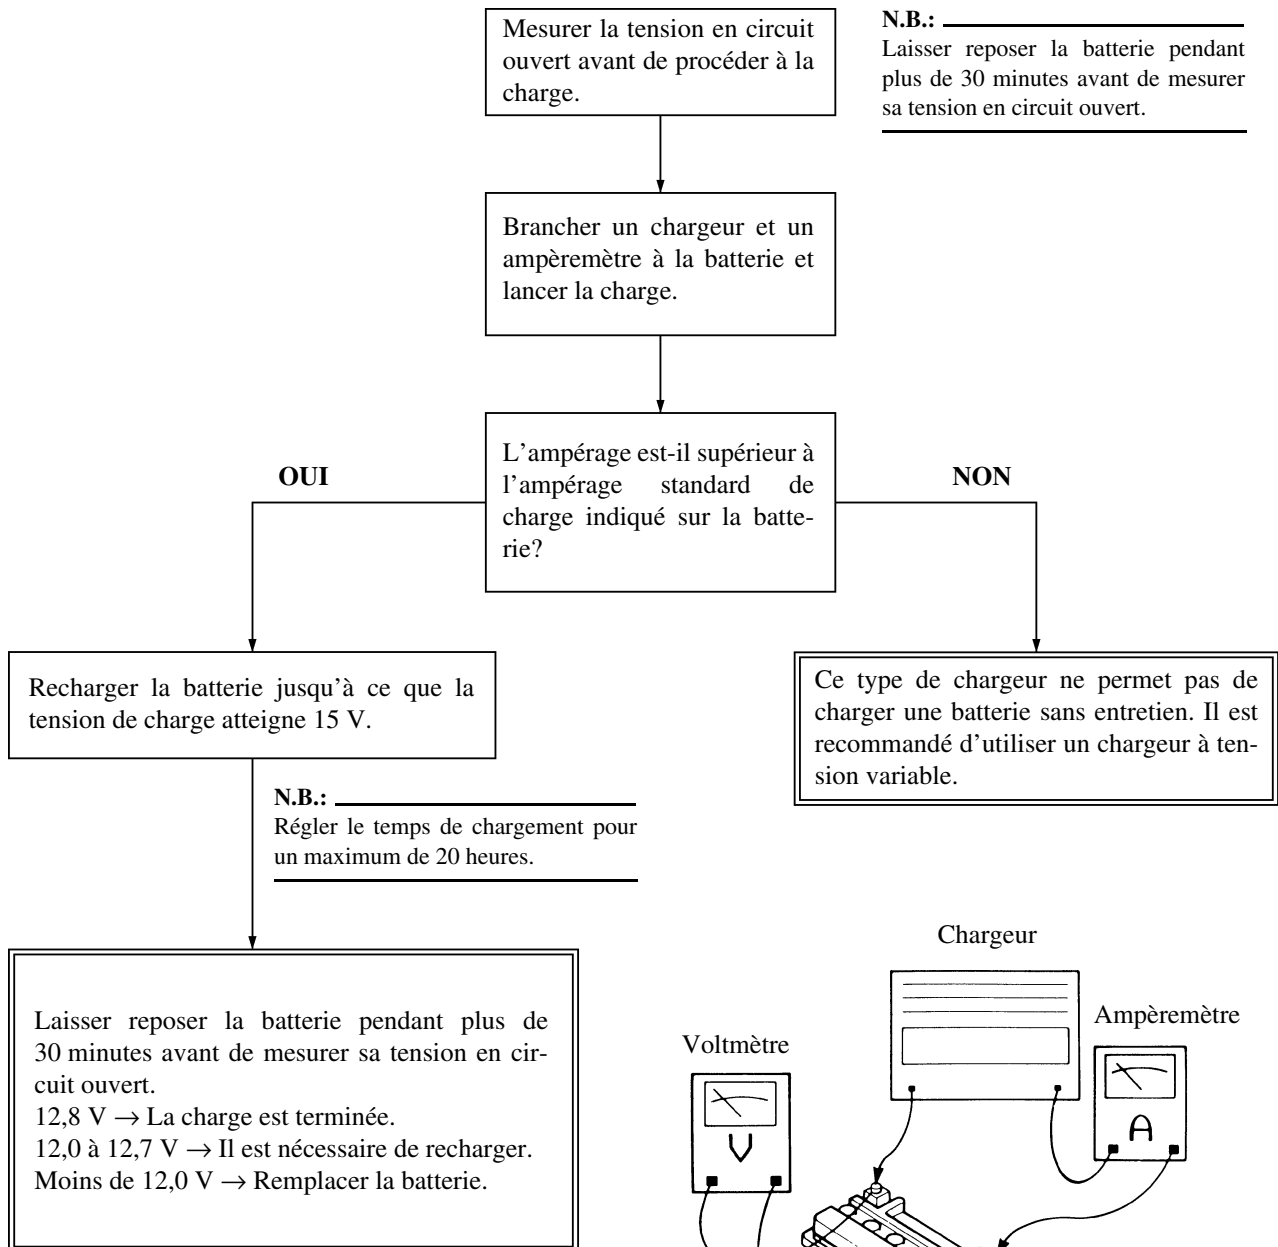 Mesurer la tension en circuit
ouvert avant de procéder à la
charge.
N.B.:
Laisser reposer la batterie pendant
plus de 30 minutes avant de mesurer
sa tension en circuit ouvert.
Brancher un chargeur et un
ampèremètre à la batterie et
lancer la charge.
L'ampérage est-il supérieur à
l'ampérage standard de
charge indiqué sur la batte-
rie?
OUI
NON
Recharger la batterie jusqu'à ce que la
tension de charge atteigne 15 V.
Ce type de chargeur ne permet pas de
charger une batterie sans entretien. Il est
recommandé d'utiliser un chargeur à ten-
sion variable.
N.B.:
Régler le temps de chargement pour
un maximum de 20 heures.
Laisser reposer la batterie pendant plus de
30 minutes avant de mesurer sa tension en cir-
cuit ouvert.
12,8 V → La charge est terminée.
12,0 à 12,7 V → Il est nécessaire de recharger.
Moins de 12,0 V → Remplacer la batterie.
Chargeur
Ampèremètre
Voltmètre
A
V